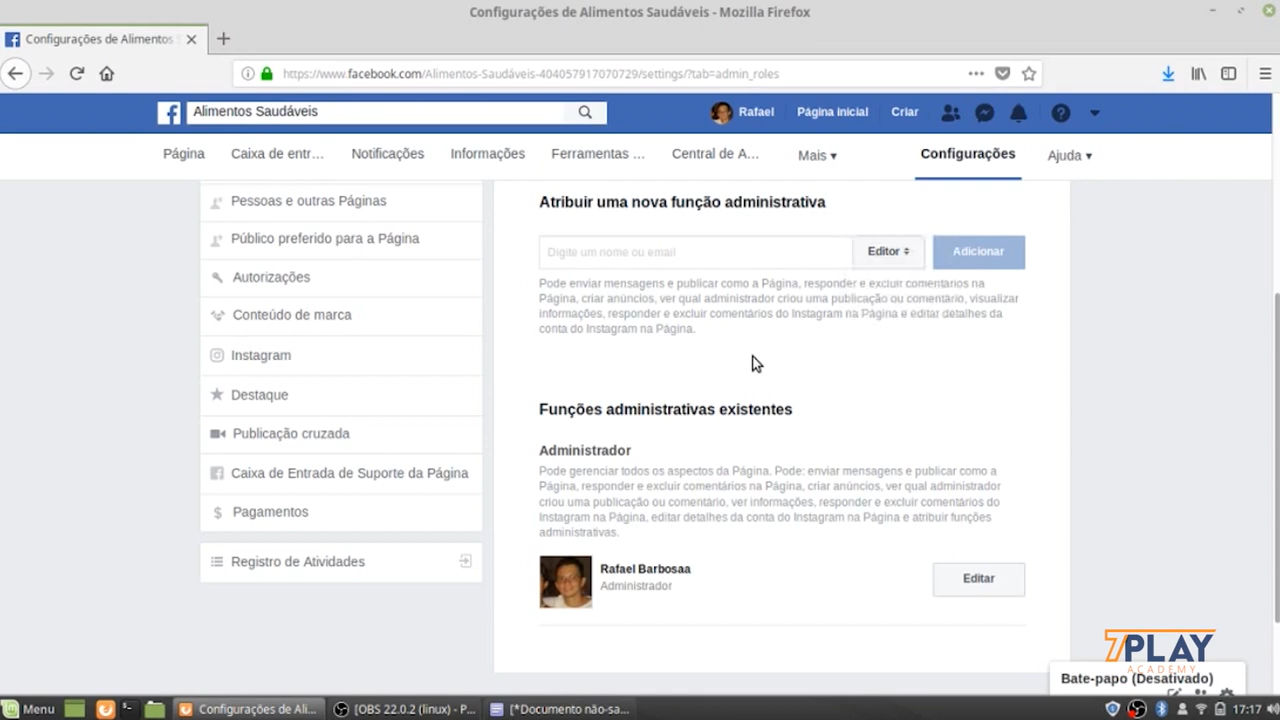 Configurações de Alimentos Saudáveis - Mozilla Firefox
Configurações de Alimentos S
https://www.facebook.com/Alimentos-Saudáveis-404057917070729/settings/?tab=admin_roles
Alimentos Saudáveis
Rafael
Página inicial
Criar
Página
Caixa de entr...
Notificações
Informações
Ferramentas ...
Central de A...
Mais
Configurações
Ajuda
Pessoas e outras Páginas
Público preferido para a Página
Autorizações
Conteúdo de marca
Instagram
Destaque
Publicação cruzada
Caixa de Entrada de Suporte da Página
Pagamentos
Registro de Atividades
Atribuir uma nova função administrativa
Digite um nome ou email
Editor
Adicionar
Pode enviar mensagens e publicar como a Página, responder e excluir comentários na
Página, criar anúncios, ver qual administrador criou uma publicação ou comentário, visualizar
informações, responder e excluir comentários do Instagram na Página e editar detalhes da
conta do Instagram na Página.
Funções administrativas existentes
Administrador
Pode gerenciar todos os aspectos da Página. Pode: enviar mensagens e publicar como a
Página, responder e excluir comentários na Página, criar anúncios, ver qual administrador
criou uma publicação ou comentário, ver informações, responder e excluir comentários do
Instagram na Página, editar detalhes da conta do Instagram na Página e atribuir funções
administrativas.
Rafael Barbosaa
Administrador
Editar
7PLAY
ACADEMY
Bate-papo (Desativado)
Menu
Configurações de Ali...
[OBS 22.0.2 (linux) - P...
[*Documento não-sa...
17:17